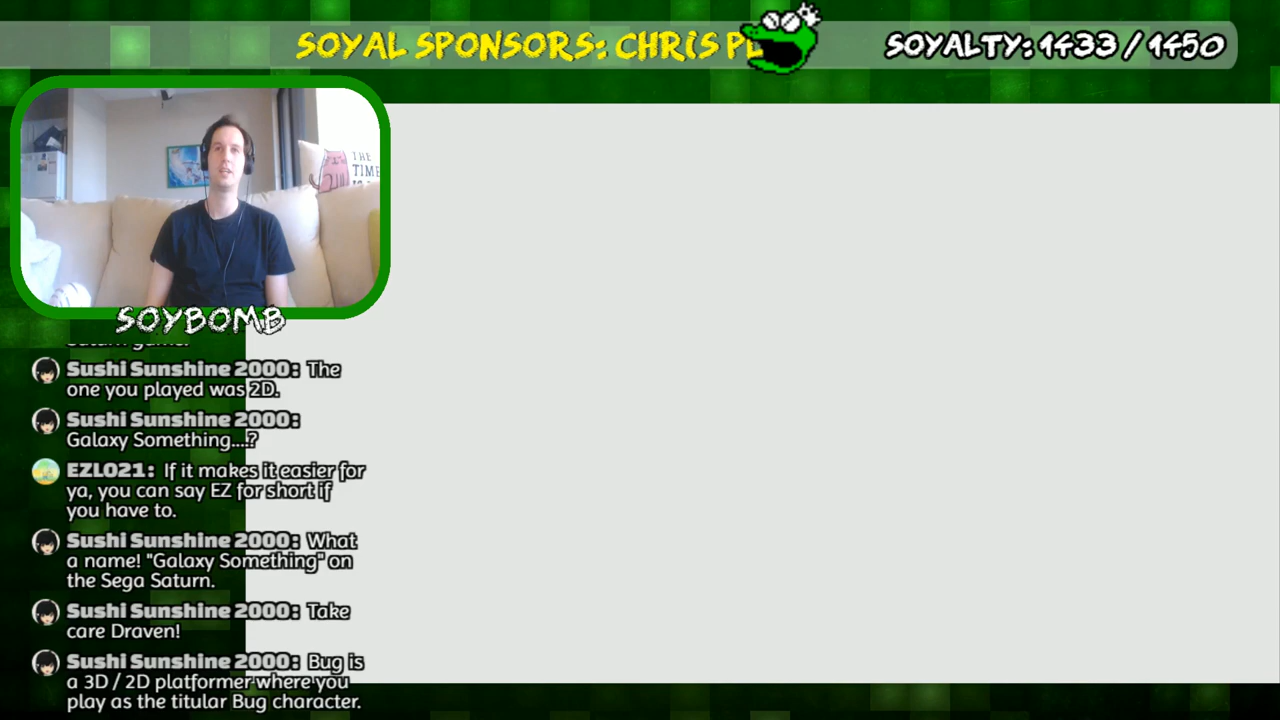 SOYAL SPONSORS: CHRIS
SOYALTY: 1433 / 1450
THE
TIME
SOYBOMB
Sushi Sunshine 2000: The
one you played was 2D.
Sushi Sunshine 2000:
Galaxy Something....?
EZL021: If it makes it easier for
ya, you can say EZ for short if
you have to.
Sushi Sunshine 2000: What
a name! "Galaxy Something" on
the Sega Saturn.
Sushi Sunshine 2000: Take
care Draven!
Sushi Sunshine 2000: Bug is
a 3D / 2D platformer where you
play as the titular Bug character.